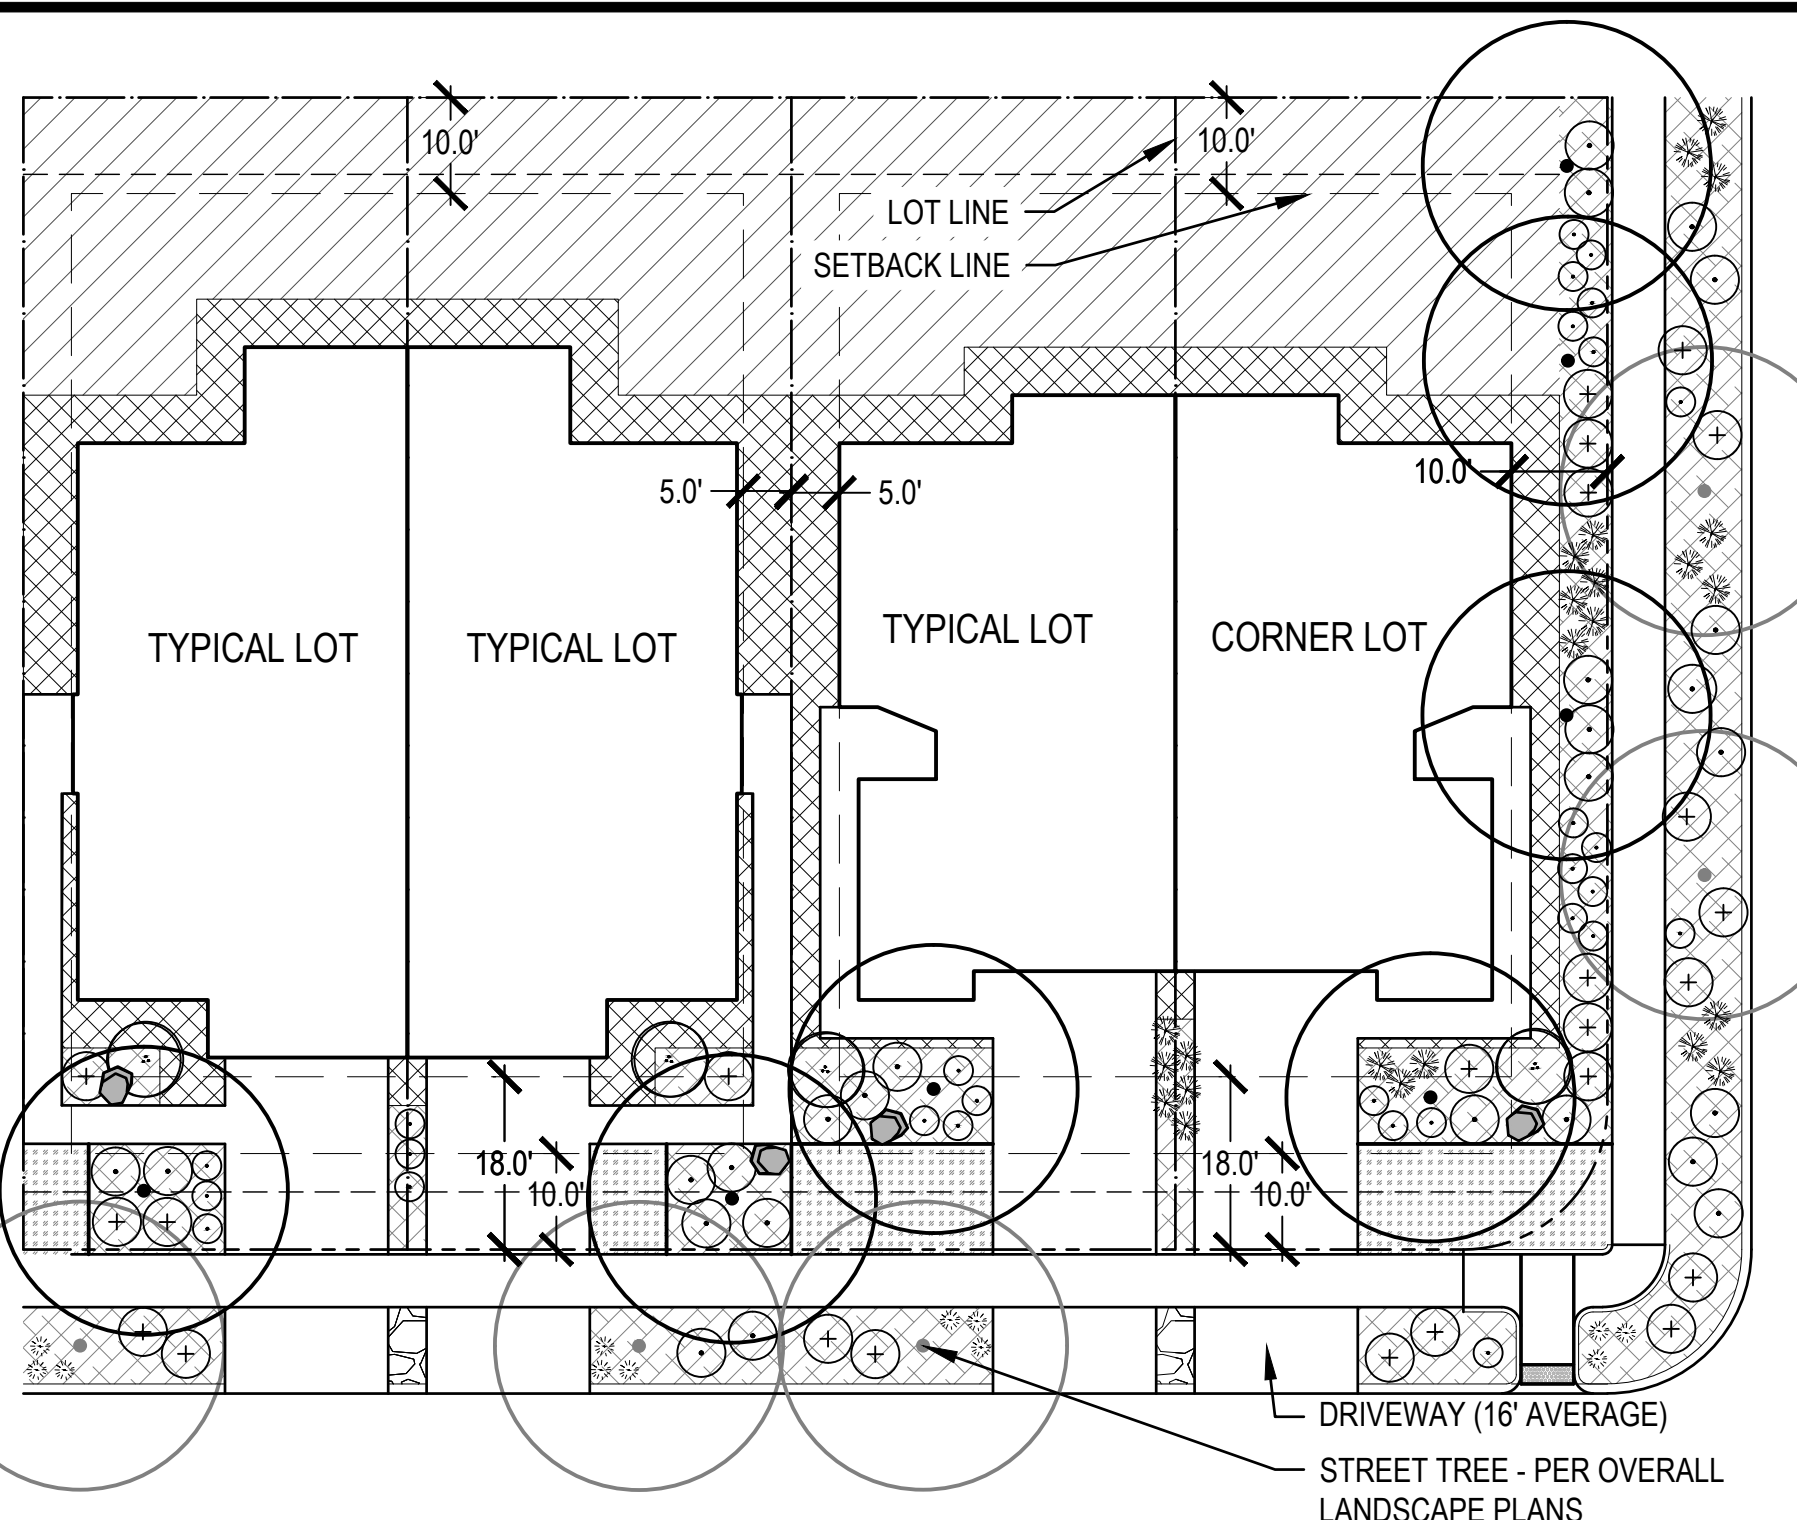 10.0'
10.0'
LOT LINE
SETBACK LINE
5.0'
5.0'
10.0'
TYPICAL LOT
TYPICAL LOT
TYPICAL LOT
CORNER LOT
18.0'
10.0'
18.0'
10.0'
DRIVEWAY (16' AVERAGE)
STREET TREE - PER OVERALL
LANDSCAPE PLANS